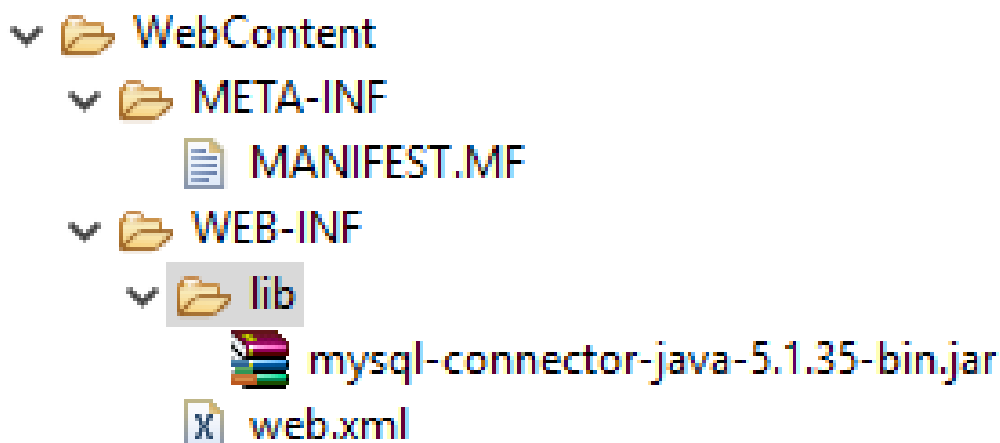 WebContent
META-INF
MANIFEST.MF
WEB-INF
lib
mysql-connector-java-5.1.35-bin.jar
web.xml